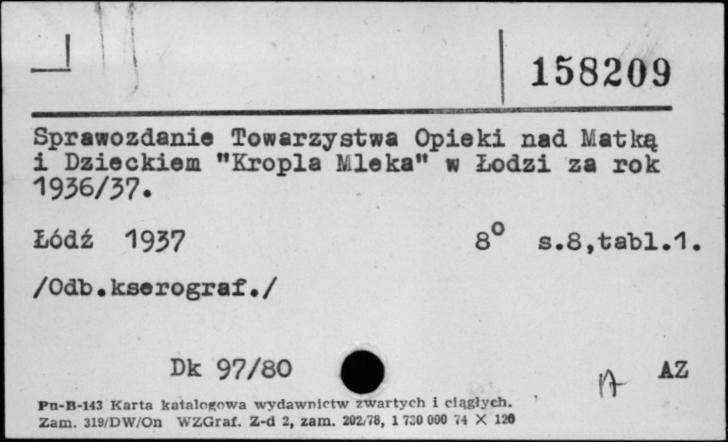 158209
Sprawozdanie Towarzystwa Opieki nad Matką
i Dzieckiem "Kropla Mleka" w Łodzi za rok
1936/37.
Łódź 1937 8° s.8,tabl.1.
/Odb.kserograf./
Dk 97/80 AZ
Pu-B-143 Karta katalogowa wydawnictw zwartych i ciągłych.
Zam. 319/DW/On WZGraf. Z-d 2, zam. 202/78, 1 730 000 74 X 120